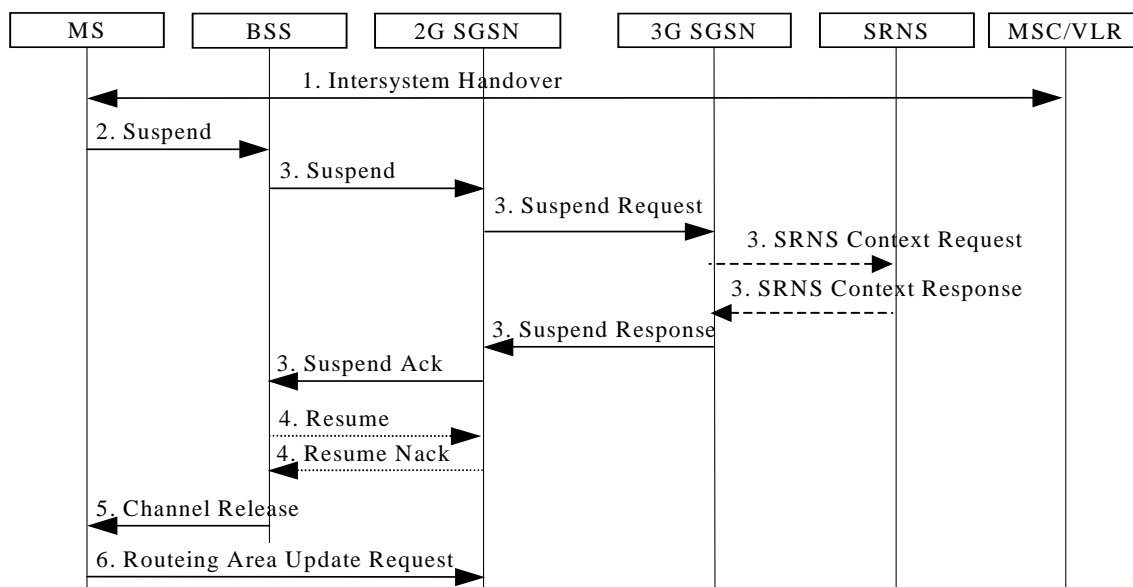 MS
BSS
2G SGSN
3G SGSN
SRNS
MSC/VLR
1. Intersystem Handover
2. Suspend
3. Suspend
3. Suspend Request
3. SRNS Context Request
3. SRNS Context Response
3. Suspend Response
3. Suspend Ack
4. Resume
4. Resume Nack
5. Channel Release
6. Routeing Area Update Request